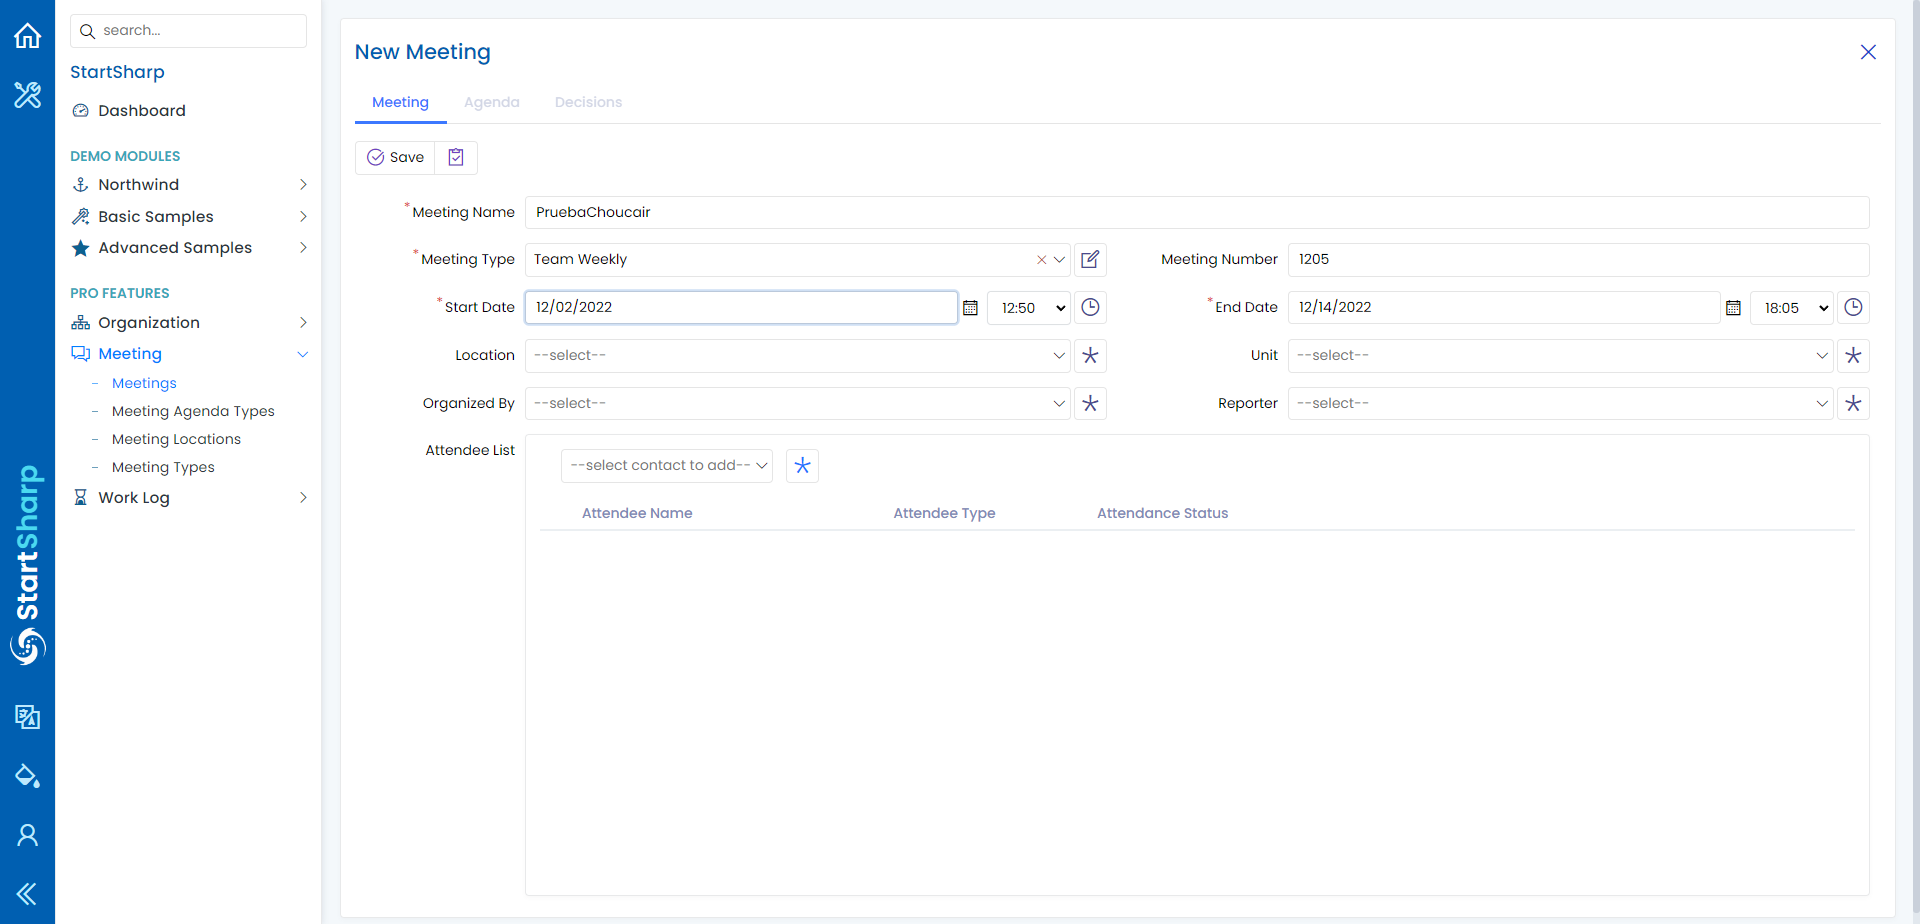 search...
StartSharp
Dashboard
DEMO MODULES
Northwind
Basic Samples
Advanced Samples
PRO FEATURES
Organization
Meeting
- Meetings
- Meeting Agenda Types
- Meeting Locations
- Meeting Types
Work Log
StartSharp
New Meeting
Meeting Agenda Decisions
Save
*Meeting Name PruebaChoucair
*Meeting Type Team Weekly Meeting Number 1205
*Start Date 12/02/2022 12:50 *End Date 12/14/2022 18:05
Location --select-- Unit --select--
Organized By --select-- Reporter --select--
Attendee List
--select contact to add--
Attendee Name Attendee Type Attendance Status